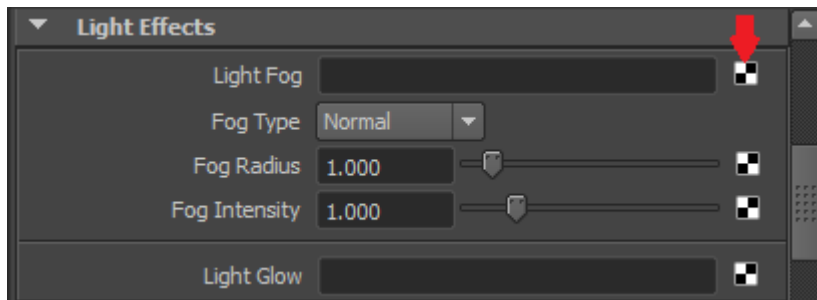 Light Effects
Light Fog
Fog Type Normal
Fog Radius 1.000
Fog Intensity 1.000
Light Glow